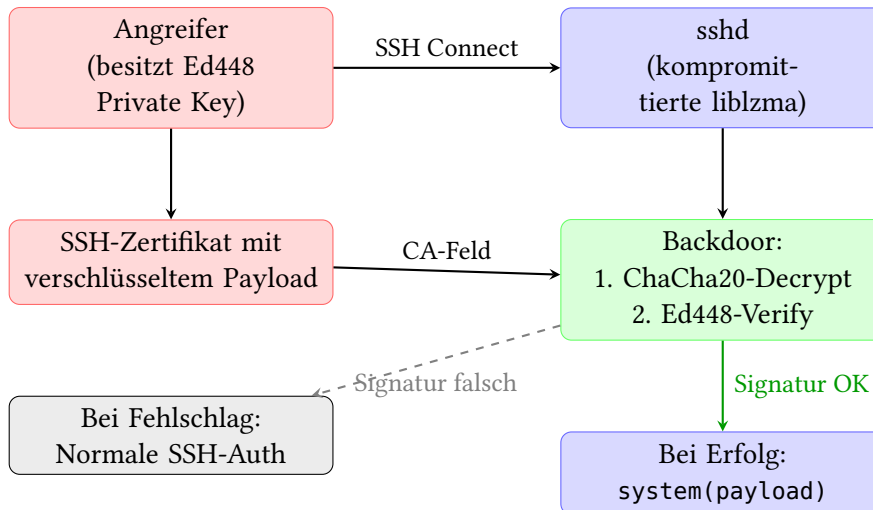 Angreifer
(besitzt Ed448
Private Key)
SSH Connect
sshd
(kompromit-
tierte liblzma)
SSH-Zertifikat mit
verschlüsseltem Payload
CA-Feld
Backdoor:
1. ChaCha20-Decrypt
2. Ed448-Verify
Signatur falsch
Signatur OK
Bei Fehlschlag:
Normale SSH-Auth
Bei Erfolg:
system(payload)